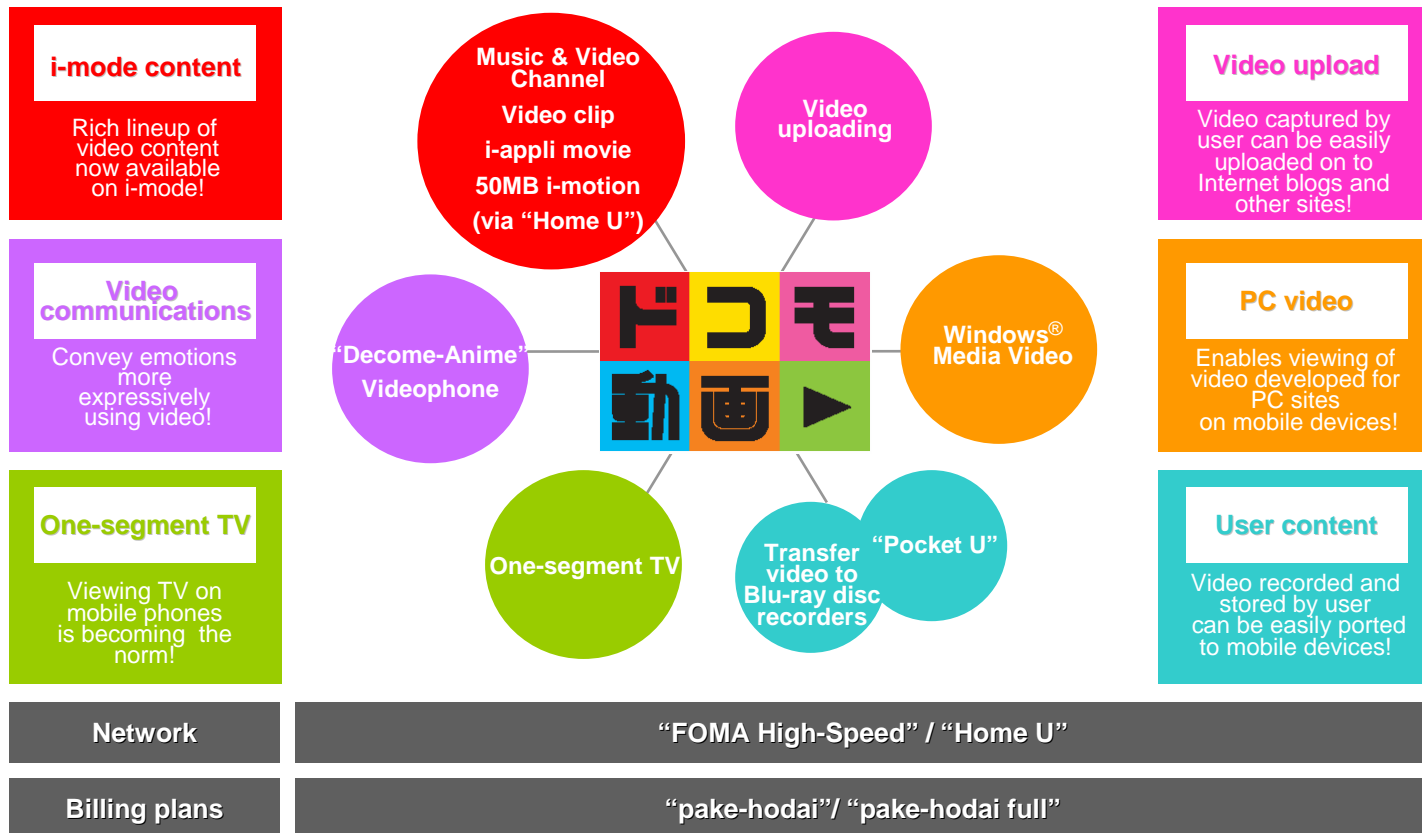 i-mode content
Rich lineup of
video content
now available
on i-mode!
Video
communications
Convey emotions
more
expressively
using video!
One-segment TV
Viewing TV on
mobile phones
is becoming the
norm!
Music & Video
Channel
Video clip
i-appli movie
50MB i-motion
(via “Home U”)
Video
uploading
“Decome-Anime”
Videophone
ドコモ
動画
Windows®
Media Video
One-segment TV
Transfer
video to
Blu-ray disc
recorders
“Pocket U”
Video upload
Video captured by
user can be easily
uploaded on to
Internet blogs and
other sites!
PC video
Enables viewing of
video developed for
PC sites
on mobile devices!
User content
Video recorded and
stored by user
can be easily ported
to mobile devices!
Network
“FOMA High-Speed” / “Home U”
Billing plans
“pake-hodai”/ “pake-hodai full”